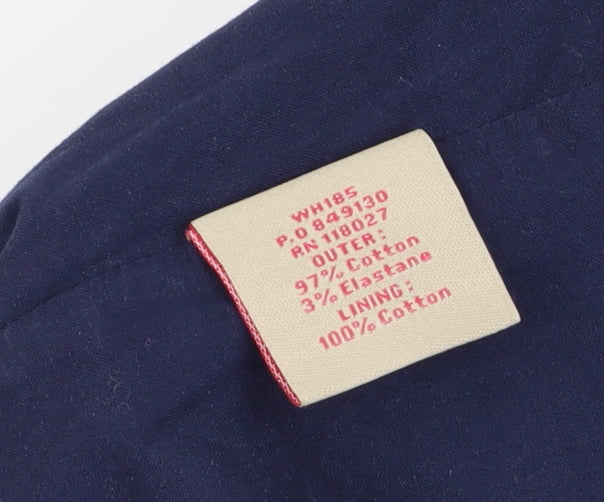 WH185
P.O 849130
RN 118027
OUTER:
97% Cotton
3% Elastane
LINING:
100% Cotton